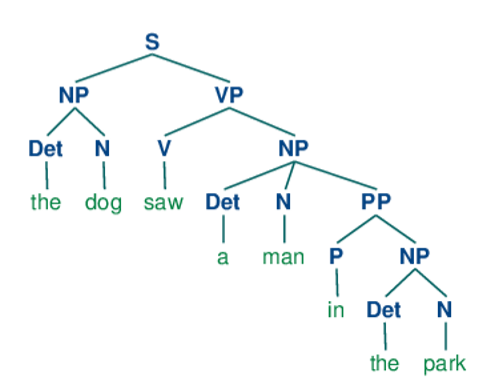 S
NP VP
Det N V NP
the dog saw Det N PP
a man P NP
in Det N
the park